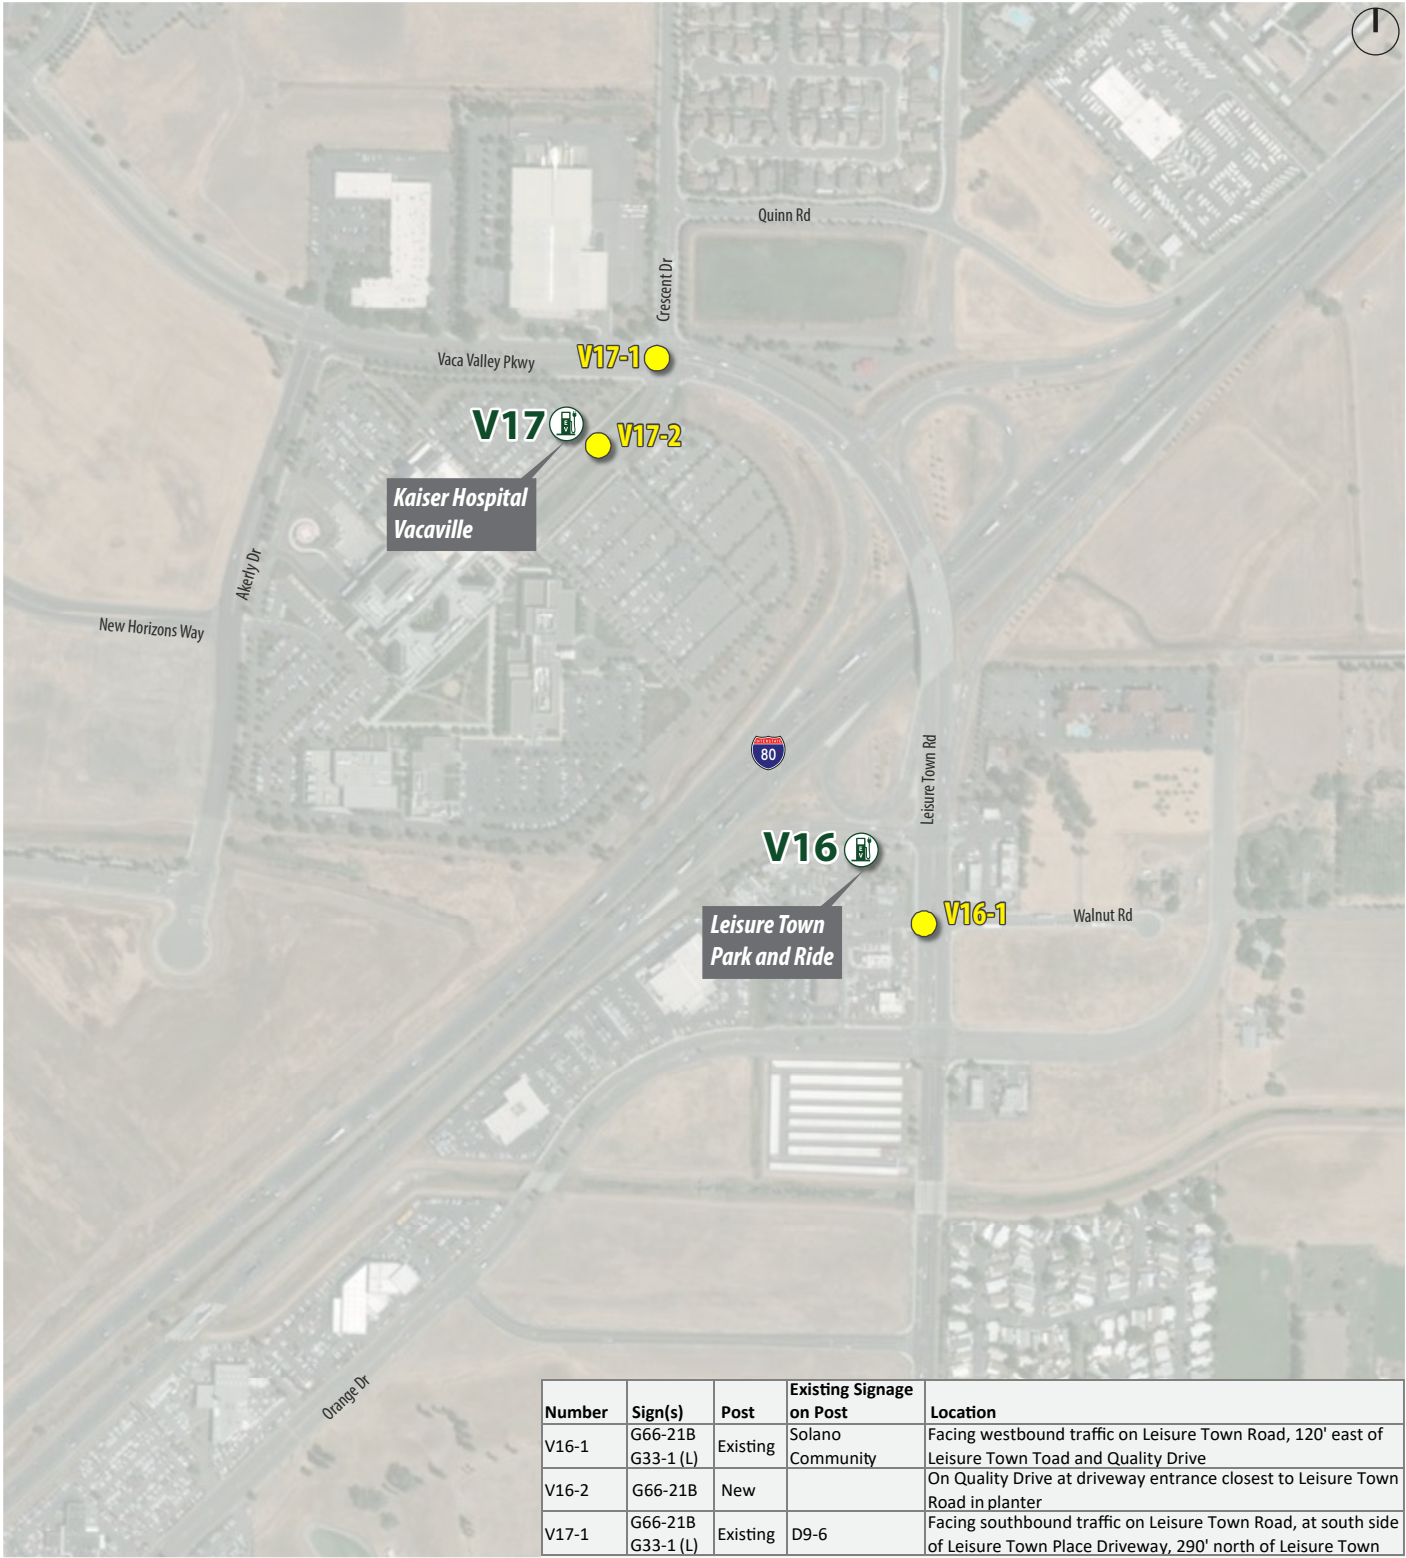 Quinn Rd
Crescent Dr
Vaca Valley Pkwy
V17-1
V17
EV
V17-2
Kaiser Hospital
Vacaville
Akerly Dr
New Horizons Way
INTERSTATE
80
Leisure Town Rd
V16
EV
Leisure Town
Park and Ride
V16-1
Walnut Rd
Orange Dr
Number Sign(s) Post Existing Signage on Post Location
V16-1 G66-21B Existing Solano Facing westbound traffic on Leisure Town Road, 120' east of
G33-1 (L) Community Leisure Town Toad and Quality Drive
V16-2 G66-21B New On Quality Drive at driveway entrance closest to Leisure Town
Road in planter
V17-1 G66-21B Existing D9-6 Facing southbound traffic on Leisure Town Road, at south side
G33-1 (L) of Leisure Town Place Driveway, 290' north of Leisure Town